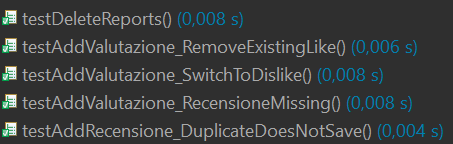 testDeleteReports() (0,008 s)
testAddValutazione_RemoveExistingLike() (0,006 s)
testAddValutazione_SwitchToDislike() (0,008 s)
testAddValutazione_RecensioneMissing() (0,008 s)
testAddRecensione_DuplicateDoesNotSave() (0,004 s)